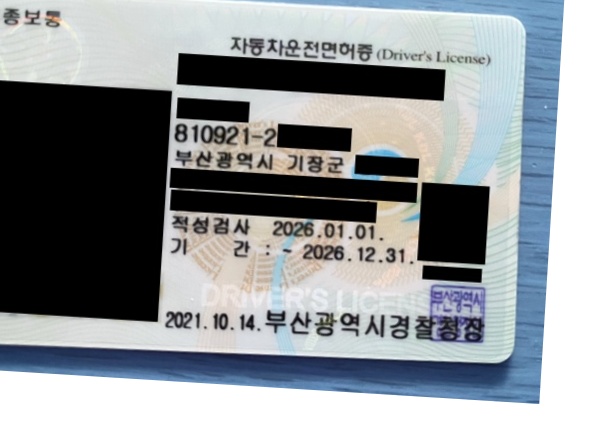 종보통
자동차운전면허증 (Driver's License)
810921-2
부산광역시 기장군
적성검사 2026.01.01.
기 간 : ~ 2026.12.31.
DRIVER'S LICEN
부산광역시
2021.10.14. 부산광역시경찰청장